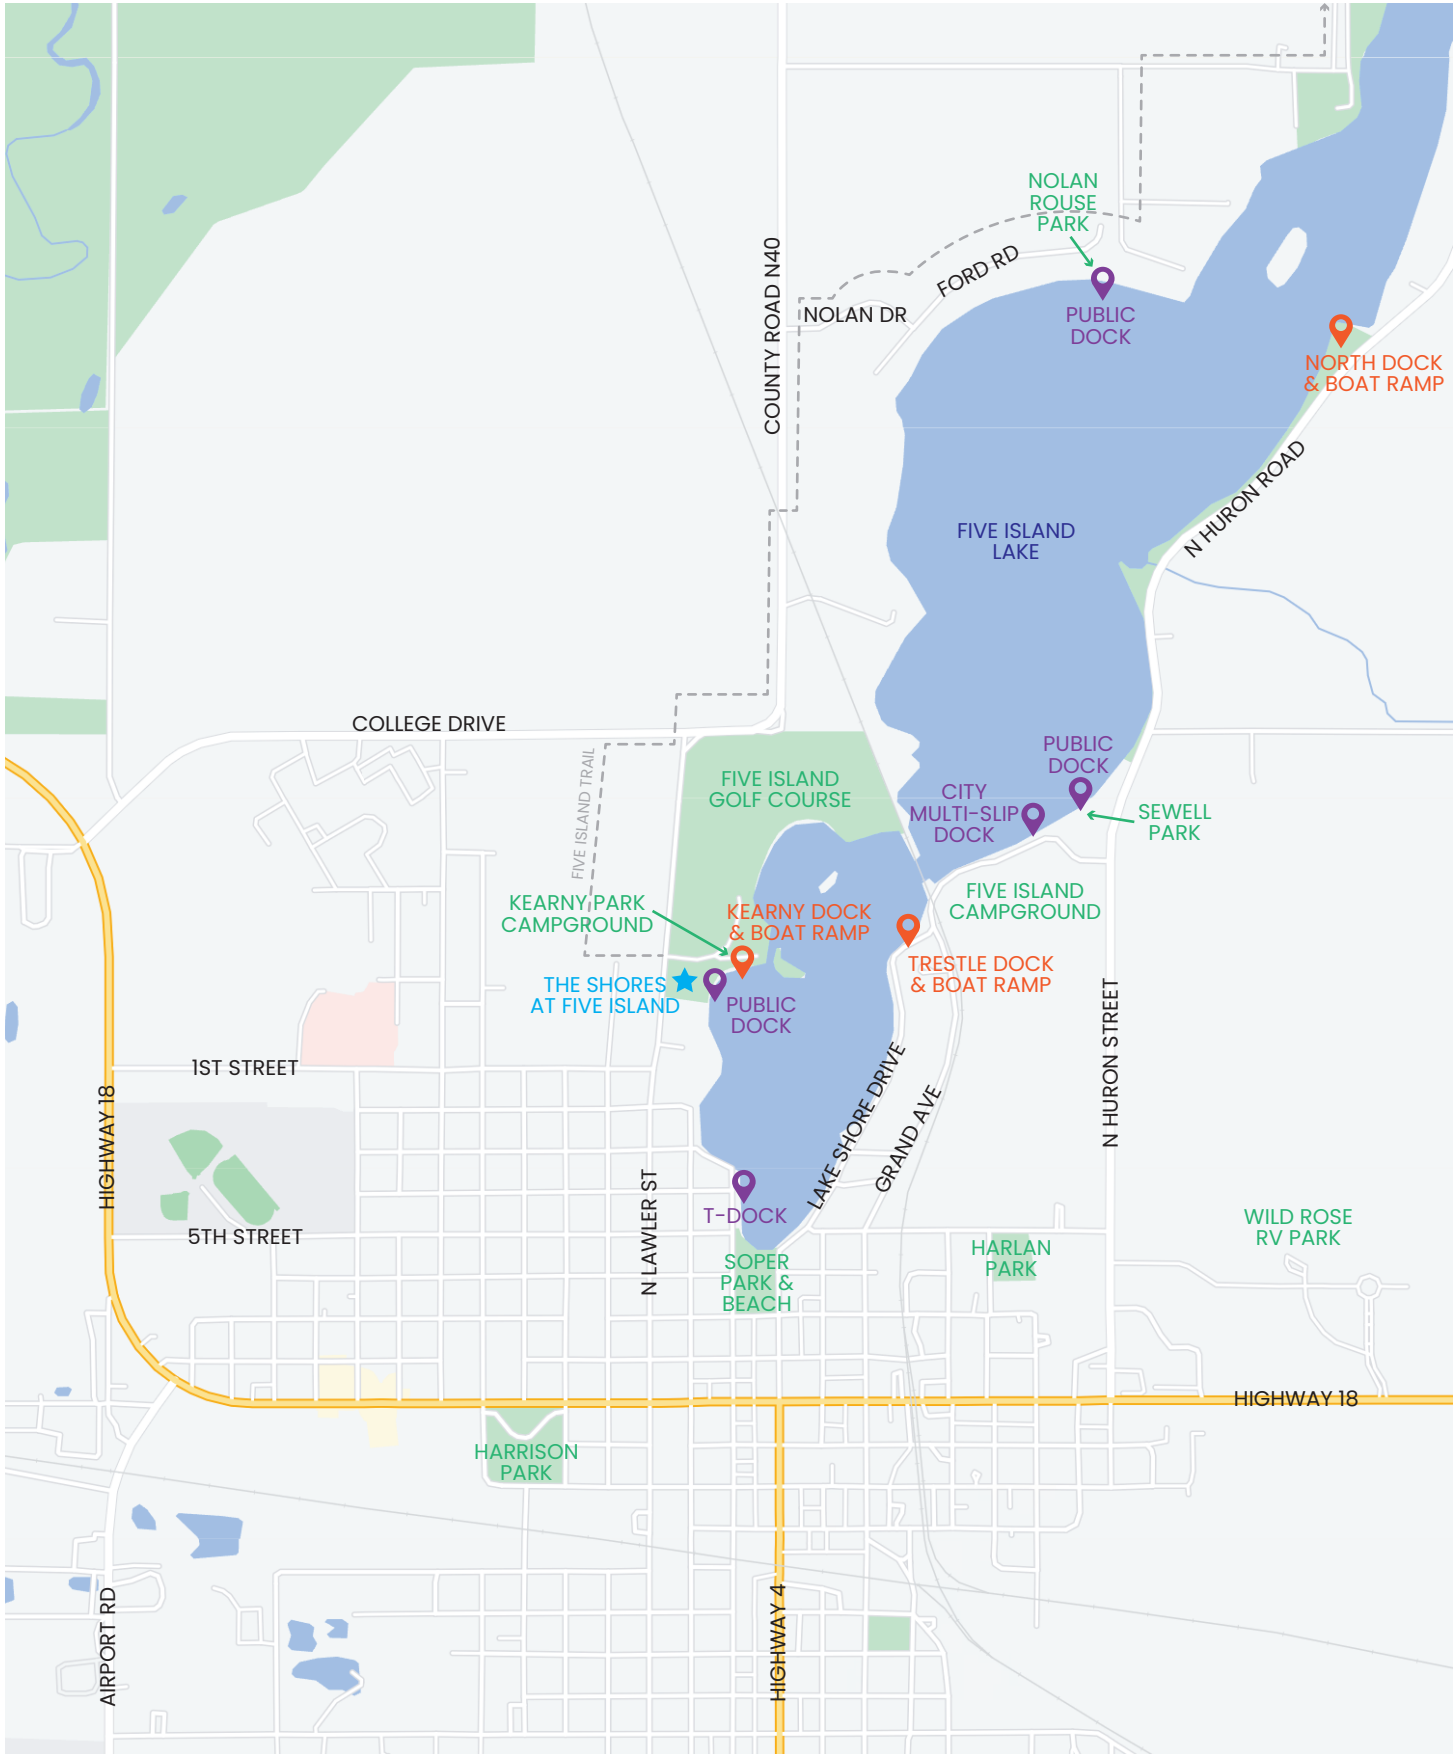 NOLAN
ROUSE
PARK
COUNTY ROAD N40
FORD RD
NOLAN DR
PUBLIC
DOCK
NORTH DOCK
& BOAT RAMP
N HURON ROAD
FIVE ISLAND
LAKE
COLLEGE DRIVE
FIVE ISLAND TRAIL
FIVE ISLAND
GOLF COURSE
PUBLIC
DOCK
CITY
MULTI-SLIP
DOCK
SEWELL
PARK
KEARNY PARK
CAMPGROUND
KEARNY DOCK
& BOAT RAMP
FIVE ISLAND
CAMPGROUND
TRESTLE DOCK
& BOAT RAMP
THE SHORES
AT FIVE ISLAND
PUBLIC
DOCK
N HURON STREET
1ST STREET
LAKE SHORE DRIVE
GRAND AVE
HIGHWAY 18
5TH STREET
N LAWLER ST
T-DOCK
SOPER
PARK &
BEACH
HARLAN
PARK
WILD ROSE
RV PARK
HIGHWAY 18
HARRISON
PARK
AIRPORT RD
HIGHWAY 4